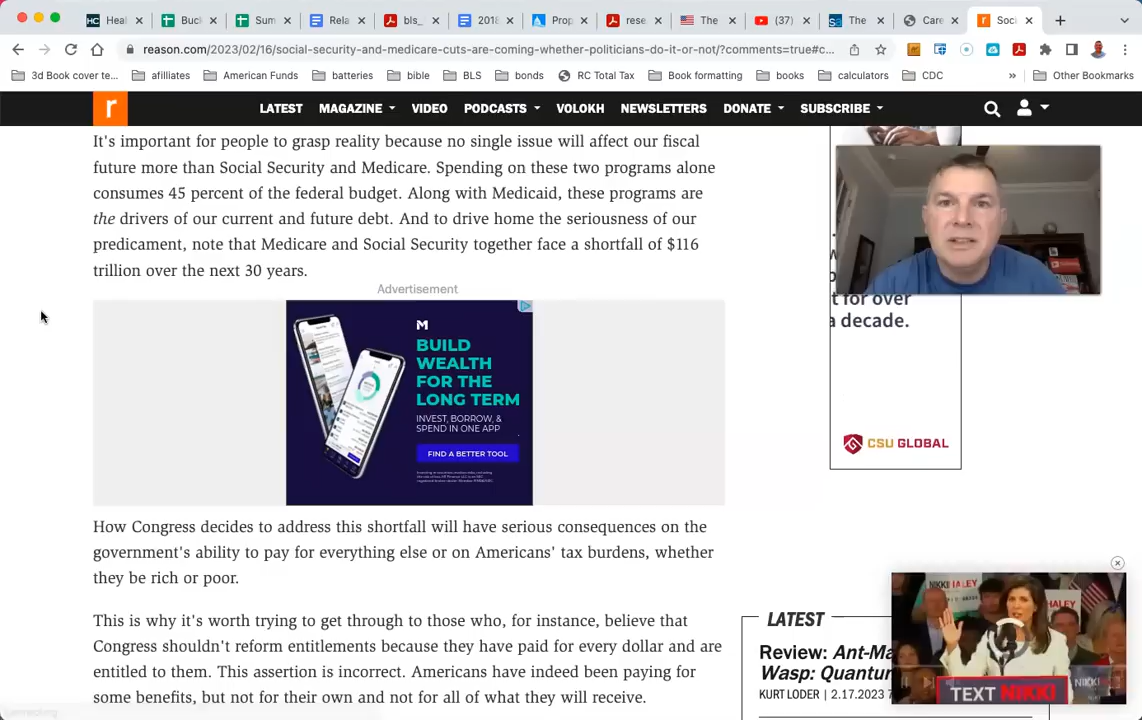 Heal
Buck
Sum
Rela
bls_
2018
Prop
rese
The
(37)
The
Care
Soci
reason.com/2023/02/16/social-security-and-medicare-cuts-are-coming-whether-politicians-do-it-or-not/?comments=true#c...
3d Book cover te...
afiliates
American Funds
batteries
bible
BLS
bonds
RC Total Tax
Book formatting
books
calculators
CDC
»
Other Bookmarks
r
LATEST
MAGAZINE
VIDEO
PODCASTS
VOLOKH
NEWSLETTERS
DONATE
SUBSCRIBE
It's important for people to grasp reality because no single issue will affect our fiscal
future more than Social Security and Medicare. Spending on these two programs alone
consumes 45 percent of the federal budget. Along with Medicaid, these programs are
the drivers of our current and future debt. And to drive home the seriousness of our
predicament, note that Medicare and Social Security together face a shortfall of $116
trillion over the next 30 years.
Advertisement
M
BUILD
WEALTH
FOR THE
LONG TERM
INVEST, BORROW, &
SPEND IN ONE APP
FIND A BETTER TOOL
t for over
a decade.
CSU GLOBAL
How Congress decides to address this shortfall will have serious consequences on the
government's ability to pay for everything else or on Americans' tax burdens, whether
they be rich or poor.
This is why it's worth trying to get through to those who, for instance, believe that
Congress shouldn't reform entitlements because they have paid for every dollar and are
entitled to them. This assertion is incorrect. Americans have indeed been paying for
some benefits, but not for their own and not for all of what they will receive.
LATEST
Review: Ant-Ma
Wasp: Quantu
KURT LODER | 2.17.2023 7
NIKKI HALEY
HALEY
TEXT NIKKI